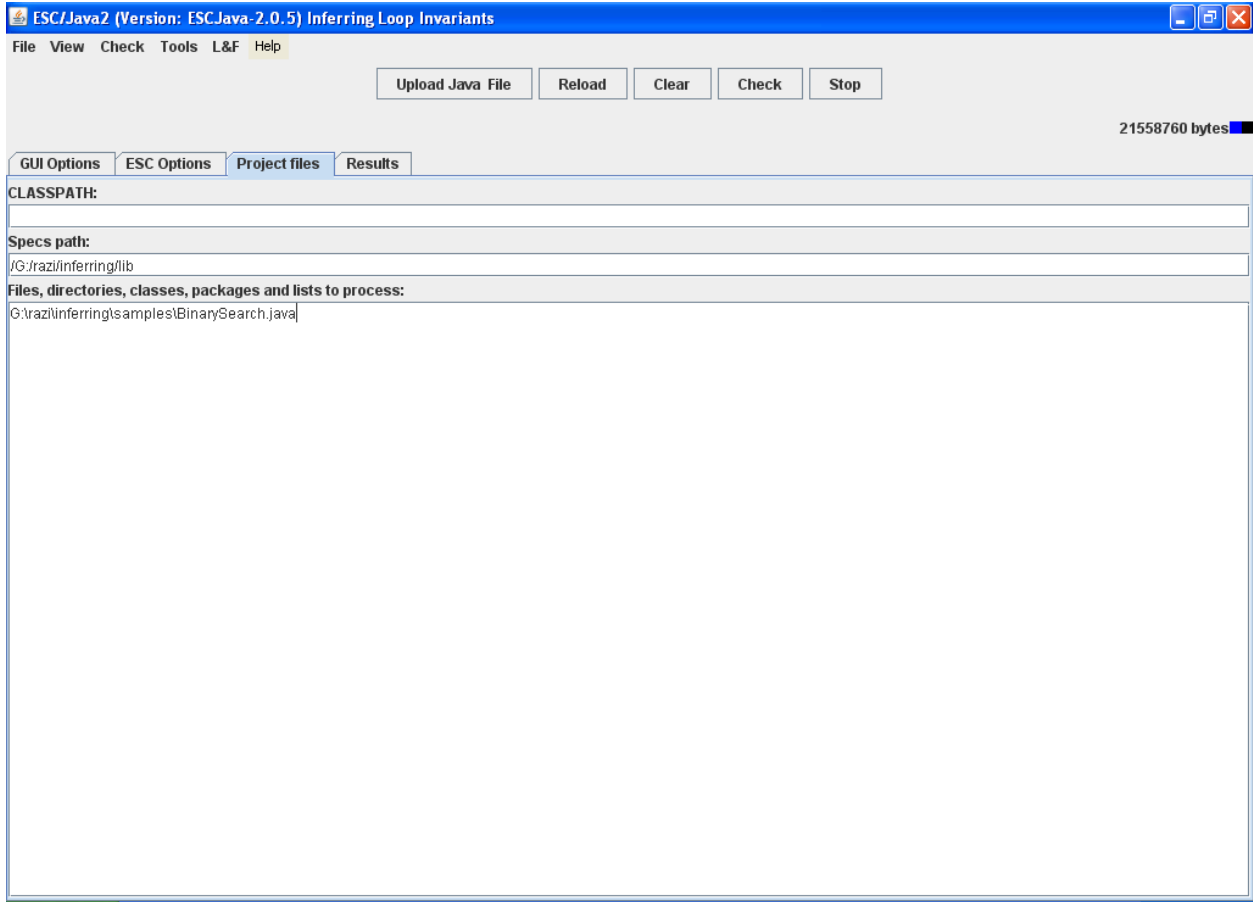 ESC/Java2 (Version: ESCJava-2.0.5) Inferring Loop Invariants
File View Check Tools L&F Help
Upload Java File Reload Clear Check Stop
21558760 bytes
GUI Options ESC Options Project files Results
CLASSPATH:
Specs path:
/G:/razi/inferring/lib
Files, directories, classes, packages and lists to process:
G:\razi\inferring\samples\BinarySearch.java